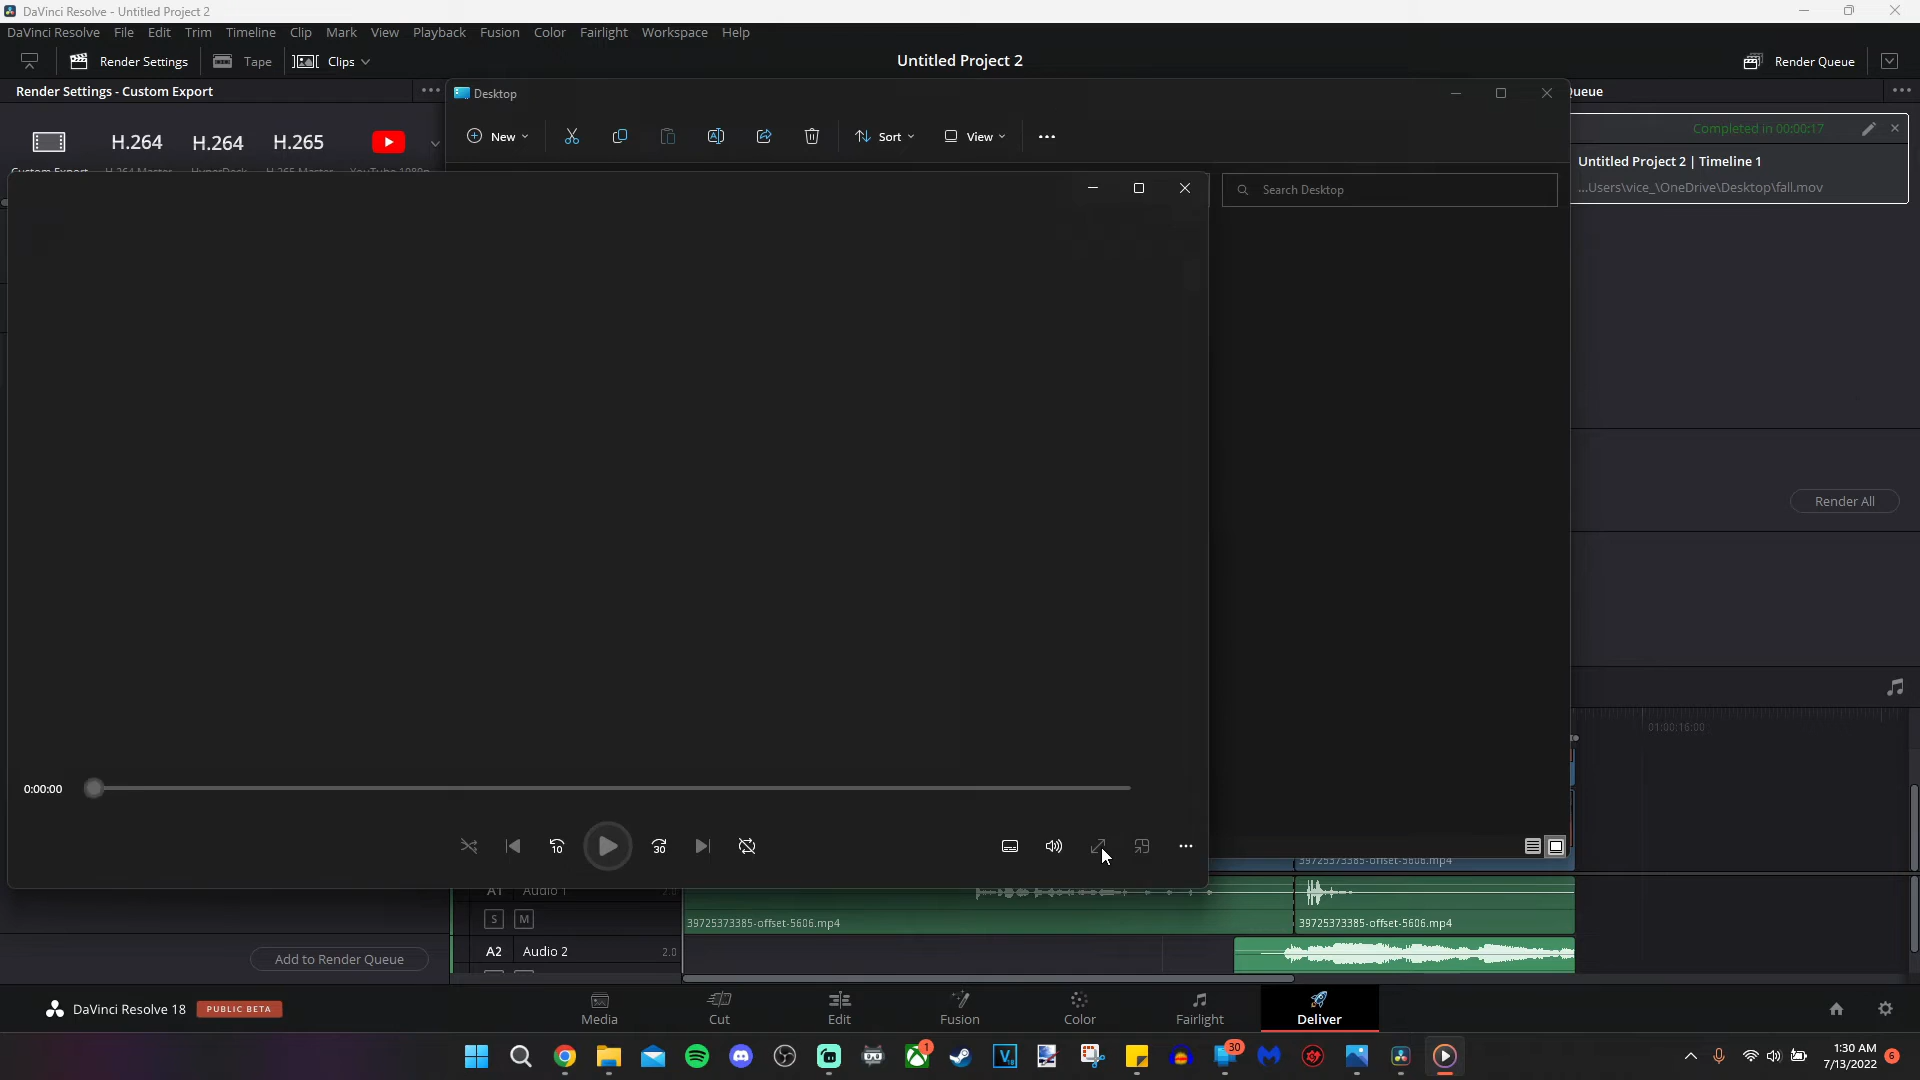 DaVinci Resolve - Untitled Project 2
DaVinci Resolve File Edit Trim Timeline Clip Mark View Playback Fusion Color Fairlight Workspace Help
Render Settings Tape Clips Untitled Project 2 Render Queue
Render Settings - Custom Export
Desktop
ueue
H.264 H.264 H.265
New Sort View
Completed in 00:00:17
Custom Export H.264 Master HyperDeck H.265 Master YouTube 1080p
Untitled Project 2 | Timeline 1
...Users\vice_\OneDrive\Desktop\fall.mov
Search Desktop
Render All
01:00:16:00
0:00:00
10 30
39725373385-offset-5606.mp4
A1 Audio 1 2.0
S M
39725373385-offset-5606.mp4 39725373385-offset-5606.mp4
A2 Audio 2 2.0
Add to Render Queue
DaVinci Resolve 18 PUBLIC BETA
Media Cut Edit Fusion Color Fairlight Deliver
1 30
1:30 AM
7/13/2022 6